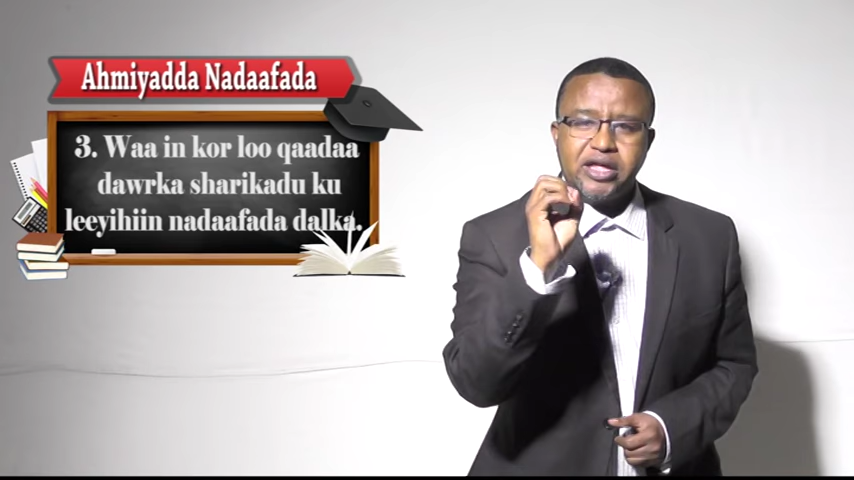 Ahmiyadda Nadaafada
3. Waa in kor loo qaadaa
dawrka sharikadu ku
leeyihiin nadaafada dalka.